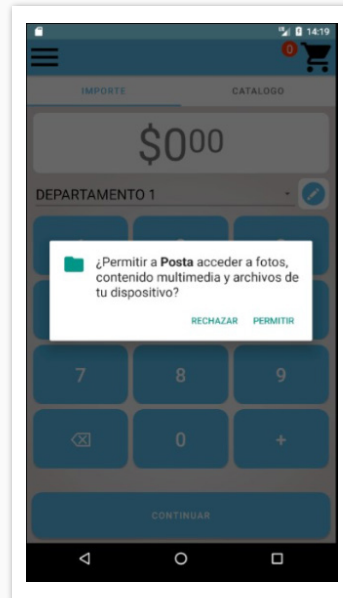 14:19
0
IMPORTE CATALOGO
$000
DEPARTAMENTO 1
¿Permitir a Posta acceder a fotos,
contenido multimedia y archivos de
tu dispositivo?
RECHAZAR PERMITIR
7 8 9
0 +
CONTINUAR